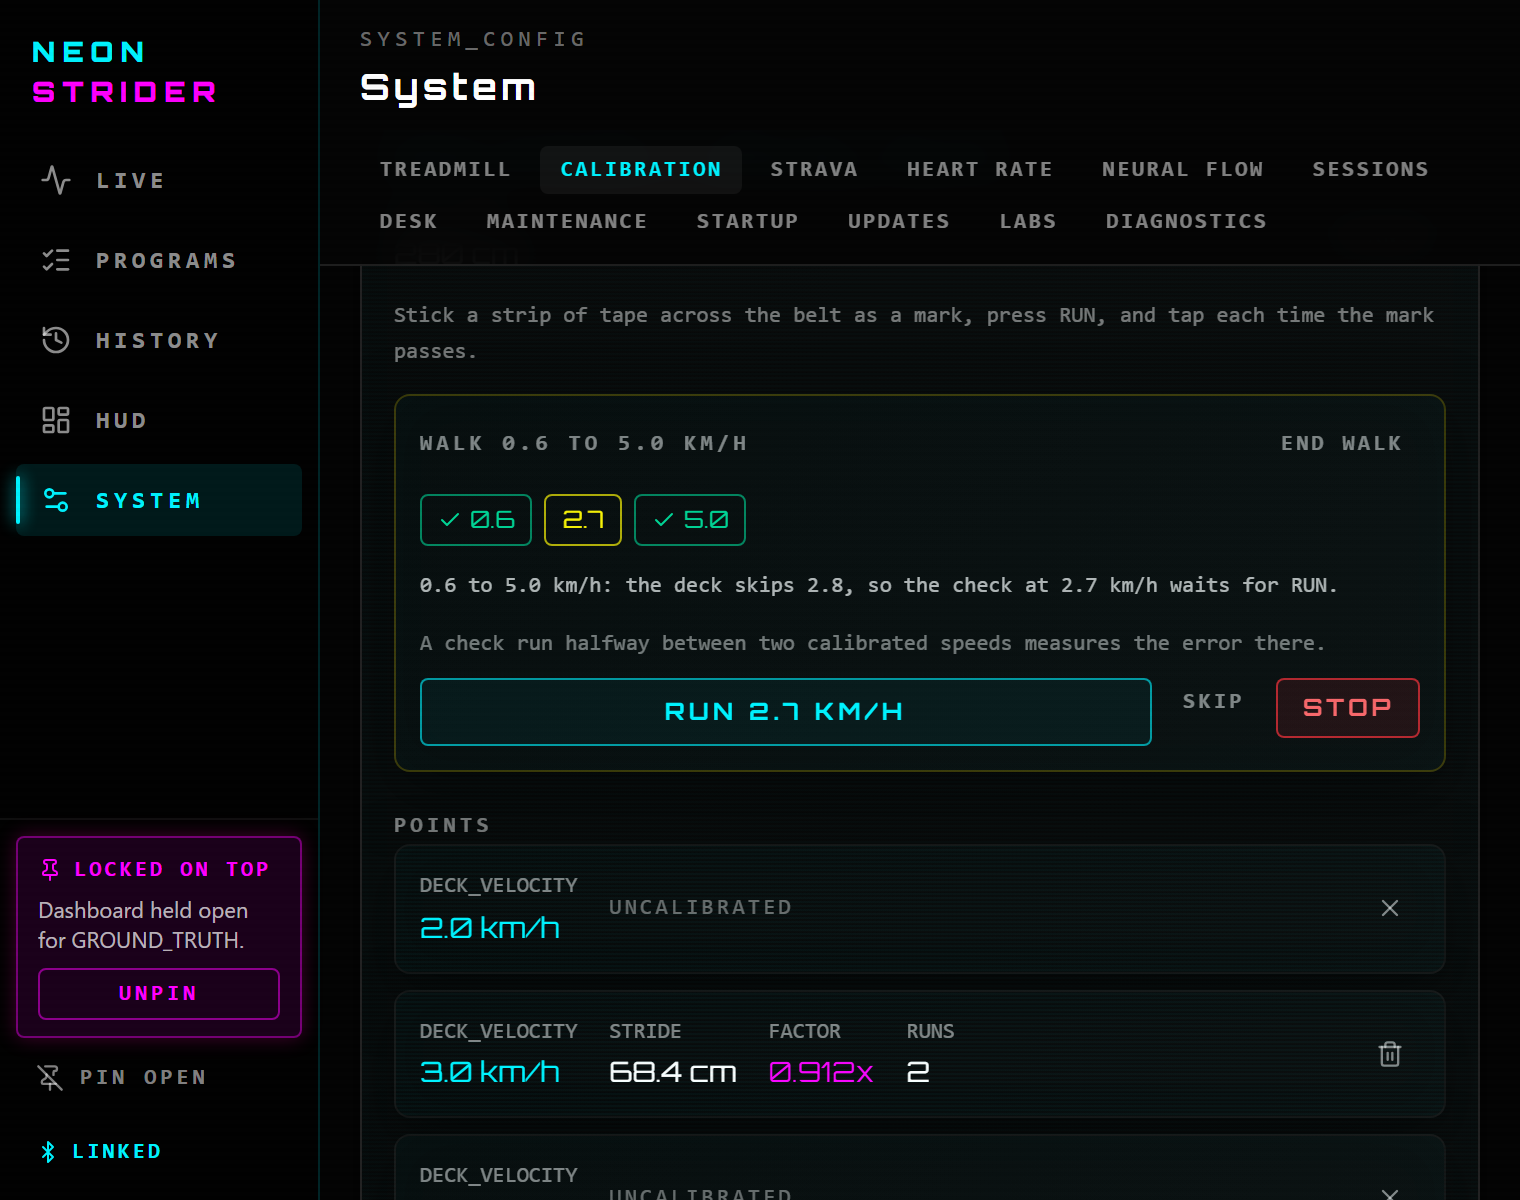 NEON
STRIDER
LIVE
PROGRAMS
HISTORY
HUD
SYSTEM
LOCKED ON TOP
Dashboard held open
for GROUND_TRUTH.
UNPIN
PIN OPEN
LINKED
SYSTEM_CONFIG
System
TREADMILL CALIBRATION STRAVA HEART RATE NEURAL FLOW SESSIONS
DESK MAINTENANCE STARTUP UPDATES LABS DIAGNOSTICS
Stick a strip of tape across the belt as a mark, press RUN, and tap each time the mark
passes.
WALK 0.6 TO 5.0 KM/H END WALK
0.6 2.7 5.0
0.6 to 5.0 km/h: the deck skips 2.8, so the check at 2.7 km/h waits for RUN.
A check run halfway between two calibrated speeds measures the error there.
RUN 2.7 KM/H SKIP STOP
POINTS
DECK_VELOCITY
UNCALIBRATED
2.0 km/h
DECK_VELOCITY STRIDE FACTOR RUNS
3.0 km/h 68.4 cm 0.912x 2
DECK_VELOCITY
UNCALIBRATED